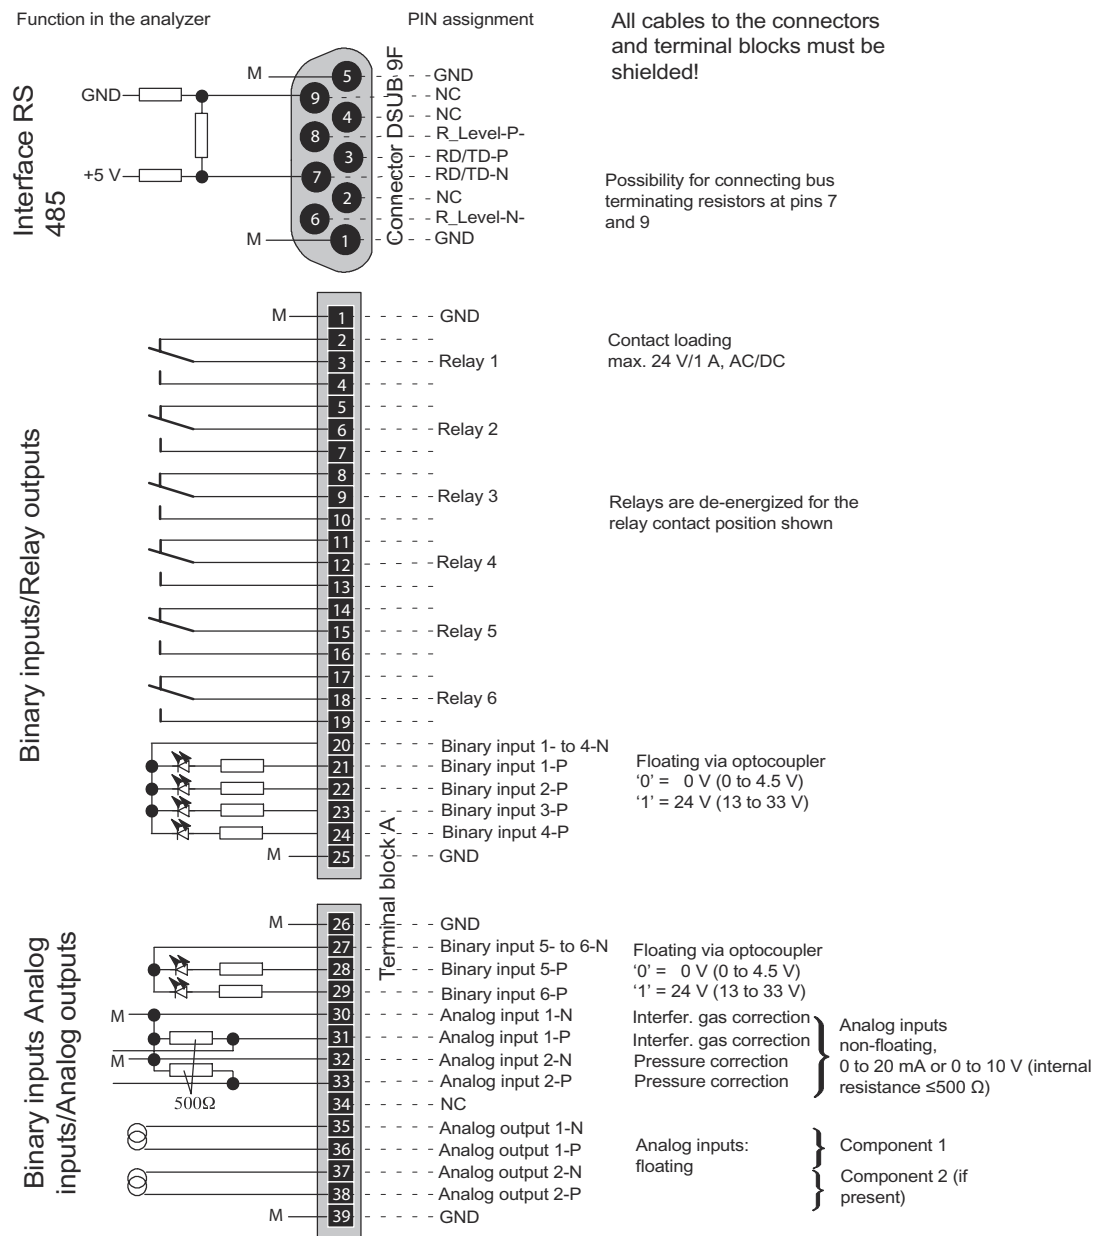 Function in the analyzer
PIN assignment
All cables to the connectors
and terminal blocks must be
shielded!
Interface RS
485
Connector DSUB 9F
M
5
GND
GND
9
NC
4
NC
8
R_Level-P-
3
RD/TD-P
+5 V
7
RD/TD-N
2
NC
6
R_Level-N-
M
1
GND
Possibility for connecting bus
terminating resistors at pins 7
and 9
Binary inputs/Relay outputs
Terminal block A
M
1
GND
2
3
Relay 1
4
Contact loading
max. 24 V/1 A, AC/DC
5
6
Relay 2
7
8
9
Relay 3
10
Relays are de-energized for the
relay contact position shown
11
12
Relay 4
13
14
15
Relay 5
16
17
18
Relay 6
19
20
Binary input 1- to 4-N
21
Binary input 1-P
22
Binary input 2-P
23
Binary input 3-P
24
Binary input 4-P
Floating via optocoupler
‘0’ = 0 V (0 to 4.5 V)
‘1’ = 24 V (13 to 33 V)
M
25
GND
Binary inputs Analog
inputs/Analog outputs
M
26
GND
27
Binary input 5- to 6-N
28
Binary input 5-P
29
Binary input 6-P
Floating via optocoupler
‘0’ = 0 V (0 to 4.5 V)
‘1’ = 24 V (13 to 33 V)
M
30
Analog input 1-N
Interfer. gas correction
31
Analog input 1-P
Interfer. gas correction
M
32
Analog input 2-N
Pressure correction
33
Analog input 2-P
Pressure correction
Analog inputs
non-floating,
0 to 20 mA or 0 to 10 V (internal
resistance ≤500 Ω)
500Ω
34
NC
35
Analog output 1-N
36
Analog output 1-P
37
Analog output 2-N
38
Analog output 2-P
Analog inputs:
floating
Component 1
Component 2 (if
present)
M
39
GND